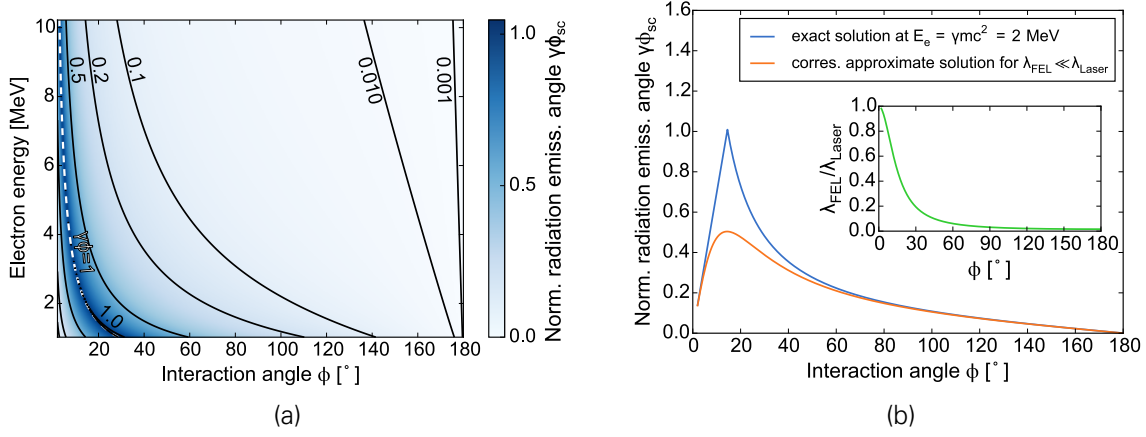 10
8
6
4
2
20 40 60 80 100 120 140 160 180
Electron energy [MeV]
Interaction angle ϕ [°]
0.5
0.2
0.1
0.010
0.001
γϕ=1
1.0
1.0
0.5
0.0
Norm. radiation emiss. angle γϕsc
(a)
1.6
1.4
1.2
1.0
0.8
0.6
0.4
0.2
0.0
0 20 40 60 80 100 120 140 160 180
Norm. radiation emiss. angle γϕsc
Interaction angle ϕ [°]
exact solution at Ee = γmc² = 2 MeV
corres. approximate solution for λFEL ≪ λLaser
1.0
0.8
0.6
0.4
0.2
0.0
0 30 60 90 120 150 180
λFEL/λLaser
ϕ [°]
(b)